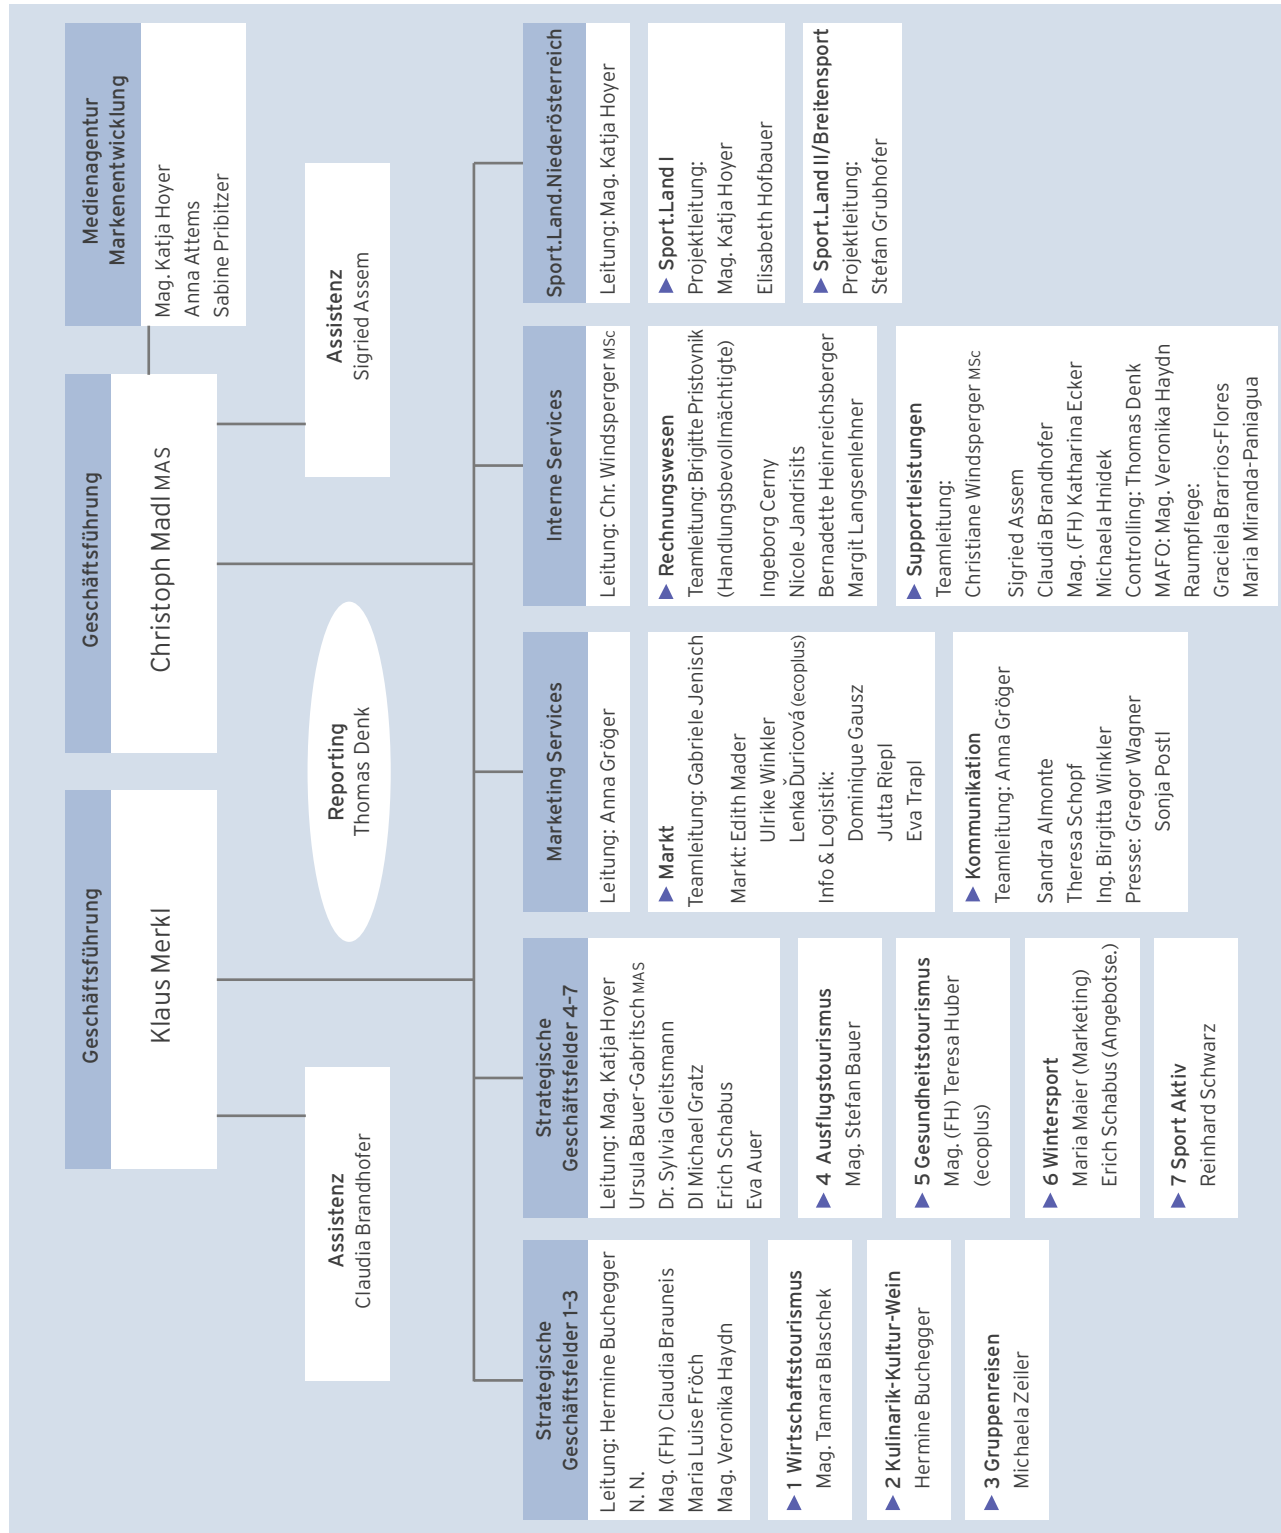 Geschäftsführung
Klaus Merkl
Geschäftsführung
Christoph Madl MAS
Medienagentur
Markenentwicklung
Mag. Katja Hoyer
Anna Attems
Sabine Pribitzer
Assistenz
Claudia Brandhofer
Reporting
Thomas Denk
Assistenz
Sigried Assem
Strategische
Geschäftsfelder 1-3
Leitung: Hermine Buchegger
N. N.
Mag. (FH) Claudia Brauneis
Maria Luise Fröch
Mag. Veronika Haydn
▶ 1 Wirtschaftstourismus
Mag. Tamara Blaschek
▶ 2 Kulinarik-Kultur-Wein
Hermine Buchegger
▶ 3 Gruppenreisen
Michaela Zeiler
Strategische
Geschäftsfelder 4-7
Leitung: Mag. Katja Hoyer
Ursula Bauer-Gabritsch MAS
Dr. Sylvia Gleitsmann
DI Michael Gratz
Erich Schabus
Eva Auer
▶ 4 Ausflugstourismus
Mag. Stefan Bauer
▶ 5 Gesundheitstourismus
Mag. (FH) Teresa Huber
(ecoplus)
▶ 6 Wintersport
Maria Maier (Marketing)
Erich Schabus (Angebotse.)
▶ 7 Sport Aktiv
Reinhard Schwarz
Marketing Services
Leitung: Anna Gröger
▶ Markt
Teamleitung: Gabriele Jenisch
Markt: Edith Mader
Ulrike Winkler
Lenka Ďuricová (ecoplus)
Info & Logistik:
Dominique Gausz
Jutta Riepl
Eva Trapl
▶ Kommunikation
Teamleitung: Anna Gröger
Sandra Almonte
Theresa Schopf
Ing. Birgitta Winkler
Presse: Gregor Wagner
Sonja Postl
Interne Services
Leitung: Chr. Windsperger MSc
▶ Rechnungswesen
Teamleitung: Brigitte Pristovnik
(Handlungsbevollmächtigte)
Ingeborg Cerny
Nicole Jandrisits
Bernadette Heinreichsberger
Margit Langsenlehner
▶ Supportleistungen
Teamleitung:
Christiane Windsperger MSc
Sigried Assem
Claudia Brandhofer
Mag. (FH) Katharina Ecker
Michaela Hnidek
Controlling: Thomas Denk
MAFO: Mag. Veronika Haydn
Raumpflege:
Graciela Brarrios-Flores
Maria Miranda-Paniagua
Sport.Land.Niederösterreich
Leitung: Mag. Katja Hoyer
▶ Sport.Land I
Projektleitung:
Mag. Katja Hoyer
Elisabeth Hofbauer
▶ Sport.Land II/Breitensport
Projektleitung:
Stefan Grubhofer